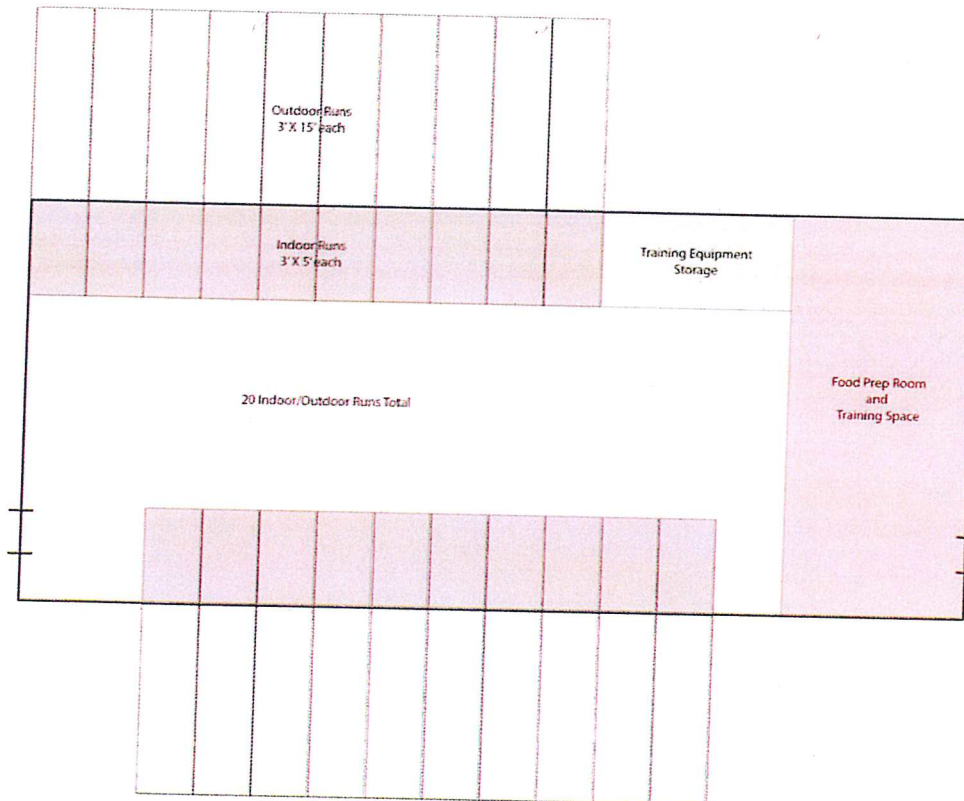 Outdoor Runs
3' X 15' each
Indoor Runs
3' X 5' each
Training Equipment
Storage
20 Indoor/Outdoor Runs Total
Food Prep Room
and
Training Space